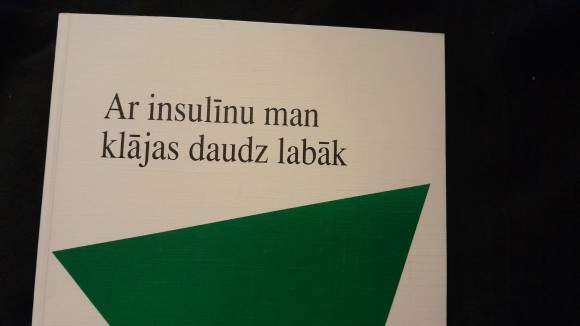 Ar insulīnu man
klājas daudz labāk